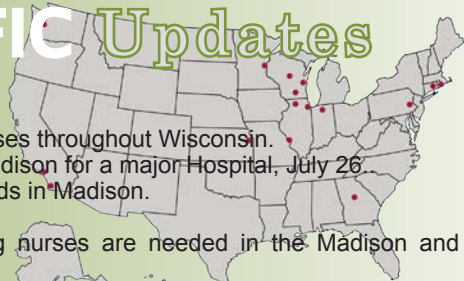 FIC Updates
ses throughout Wisconsin.
dison for a major Hospital, July 26..
ds in Madison.
g nurses are needed in the Madison and